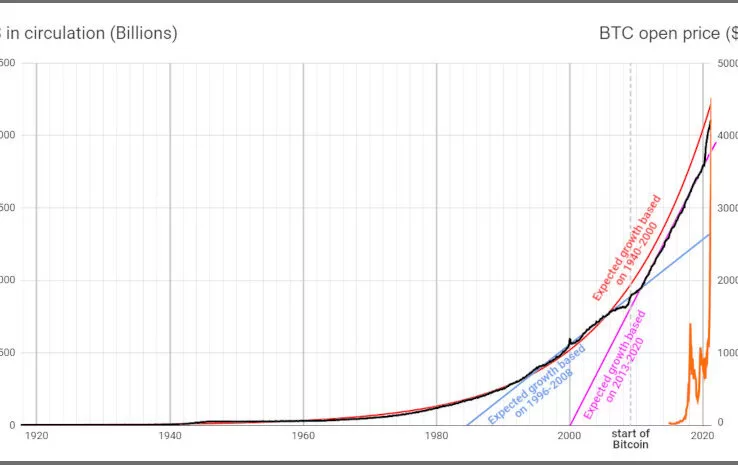 in circulation (Billions)
BTC open price ($
500
5000
000
4000
500
3000
000
2000
500
1000
0
0
Expected growth based
on 1940-2000
Expected growth based
on 1996-2008
Expected growth based
on 2013-2020
1920
1940
1960
1980
2000
start of
Bitcoin
2020